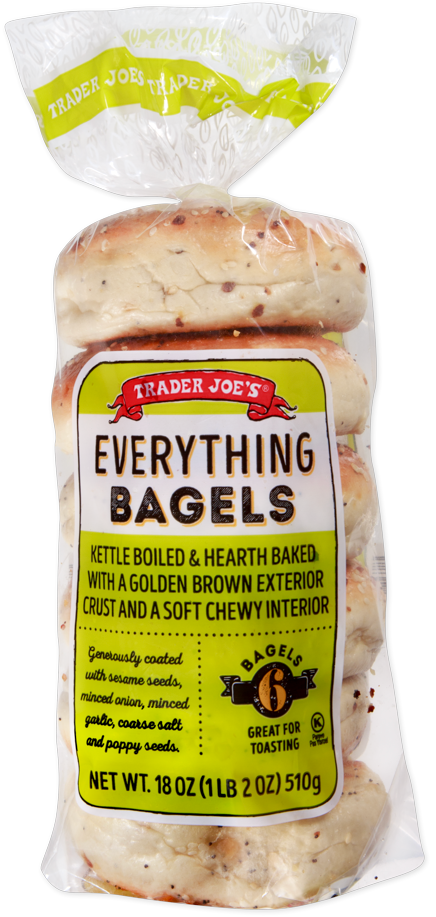 TRADER JOE'S TRADER JO
TRADER JOE'S®
EVERYTHING
BAGELS
KETTLE BOILED & HEARTH BAKED
WITH A GOLDEN BROWN EXTERIOR
CRUST AND A SOFT CHEWY INTERIOR
Generously coated
with sesame seeds,
minced onion, minced
garlic, coarse salt
and poppy seeds.
BAGELS
6
GREAT FOR
TOASTING
K
NET WT. 18 OZ (1 LB 2 OZ) 510g